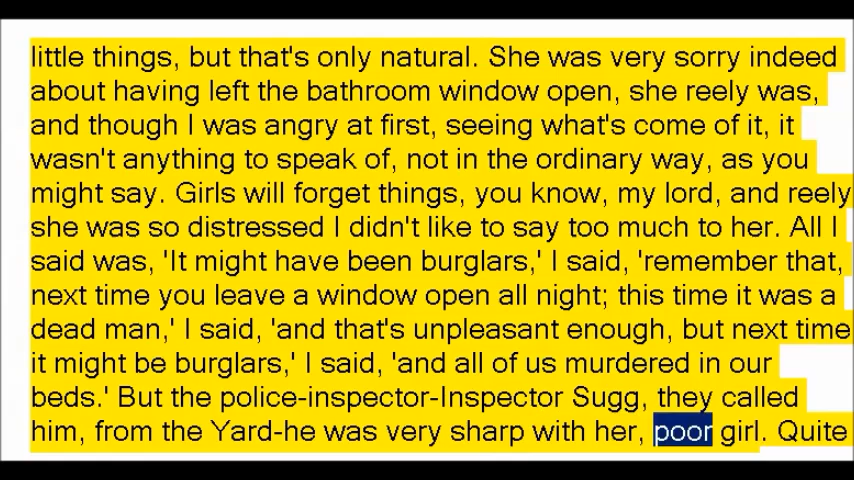 little things, but that's only natural. She was very sorry indeed
about having left the bathroom window open, she reely was,
and though I was angry at first, seeing what's come of it, it
wasn't anything to speak of, not in the ordinary way, as you
might say. Girls will forget things, you know, my lord, and reely
she was so distressed I didn't like to say too much to her. All I
said was, 'It might have been burglars,' I said, 'remember that,
next time you leave a window open all night; this time it was a
dead man,' I said, 'and that's unpleasant enough, but next time
it might be burglars,' I said, 'and all of us murdered in our
beds.' But the police-inspector-Inspector Sugg, they called
him, from the Yard-he was very sharp with her, poor girl. Quite